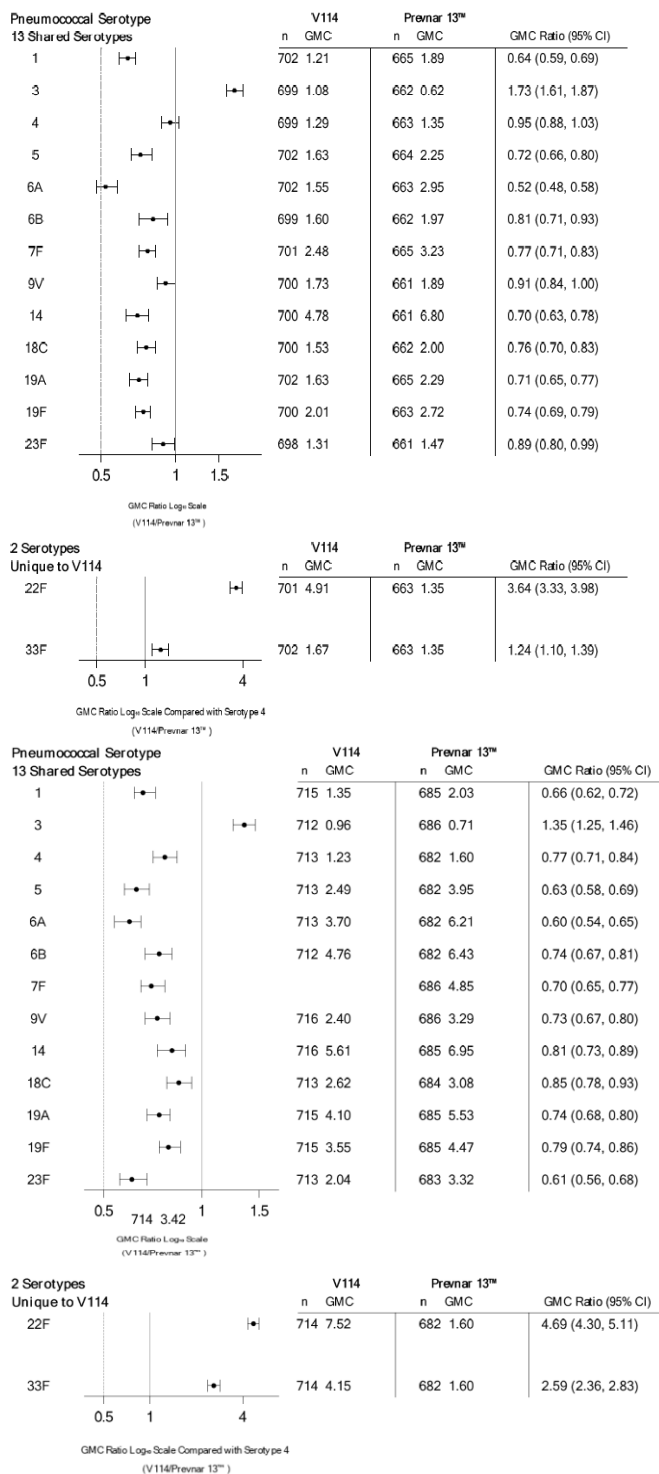 Pneumococcal Serotype V114 Prevnar 13™
13 Shared Serotypes n GMC n GMC GMC Ratio (95% CI)
1 702 1.21 665 1.89 0.64 (0.59, 0.69)
3 699 1.08 662 0.62 1.73 (1.61, 1.87)
4 699 1.29 663 1.35 0.95 (0.88, 1.03)
5 702 1.63 664 2.25 0.72 (0.66, 0.80)
6A 702 1.55 663 2.95 0.52 (0.48, 0.58)
6B 699 1.60 662 1.97 0.81 (0.71, 0.93)
7F 701 2.48 665 3.23 0.77 (0.71, 0.83)
9V 700 1.73 661 1.89 0.91 (0.84, 1.00)
14 700 4.78 661 6.80 0.70 (0.63, 0.78)
18C 700 1.53 662 2.00 0.76 (0.70, 0.83)
19A 702 1.63 665 2.29 0.71 (0.65, 0.77)
19F 700 2.01 663 2.72 0.74 (0.69, 0.79)
23F 698 1.31 661 1.47 0.89 (0.80, 0.99)
0.5 1 1.5
GMC Ratio Log₁₀ Scale
(V114/Prevnar 13™)
2 Serotypes V114 Prevnar 13™
Unique to V114 n GMC n GMC GMC Ratio (95% CI)
22F 701 4.91 663 1.35 3.64 (3.33, 3.98)
33F 702 1.67 663 1.35 1.24 (1.10, 1.39)
0.5 1 4
GMC Ratio Log₁₀ Scale Compared with Serotype 4
(V114/Prevnar 13™)
Pneumococcal Serotype V114 Prevnar 13™
13 Shared Serotypes n GMC n GMC GMC Ratio (95% CI)
1 715 1.35 685 2.03 0.66 (0.62, 0.72)
3 712 0.96 686 0.71 1.35 (1.25, 1.46)
4 713 1.23 682 1.60 0.77 (0.71, 0.84)
5 713 2.49 682 3.95 0.63 (0.58, 0.69)
6A 713 3.70 682 6.21 0.60 (0.54, 0.65)
6B 712 4.76 682 6.43 0.74 (0.67, 0.81)
7F 686 4.85 0.70 (0.65, 0.77)
9V 716 2.40 686 3.29 0.73 (0.67, 0.80)
14 716 5.61 685 6.95 0.81 (0.73, 0.89)
18C 713 2.62 684 3.08 0.85 (0.78, 0.93)
19A 715 4.10 685 5.53 0.74 (0.68, 0.80)
19F 715 3.55 685 4.47 0.79 (0.74, 0.86)
23F 713 2.04 683 3.32 0.61 (0.56, 0.68)
0.5 714 3.42 1 1.5
GMC Ratio Log₁₀ Scale
(V114/Prevnar 13™)
2 Serotypes V114 Prevnar 13™
Unique to V114 n GMC n GMC GMC Ratio (95% CI)
22F 714 7.52 682 1.60 4.69 (4.30, 5.11)
33F 714 4.15 682 1.60 2.59 (2.36, 2.83)
0.5 1 4
GMC Ratio Log₁₀ Scale Compared with Serotype 4
(V114/Prevnar 13™)